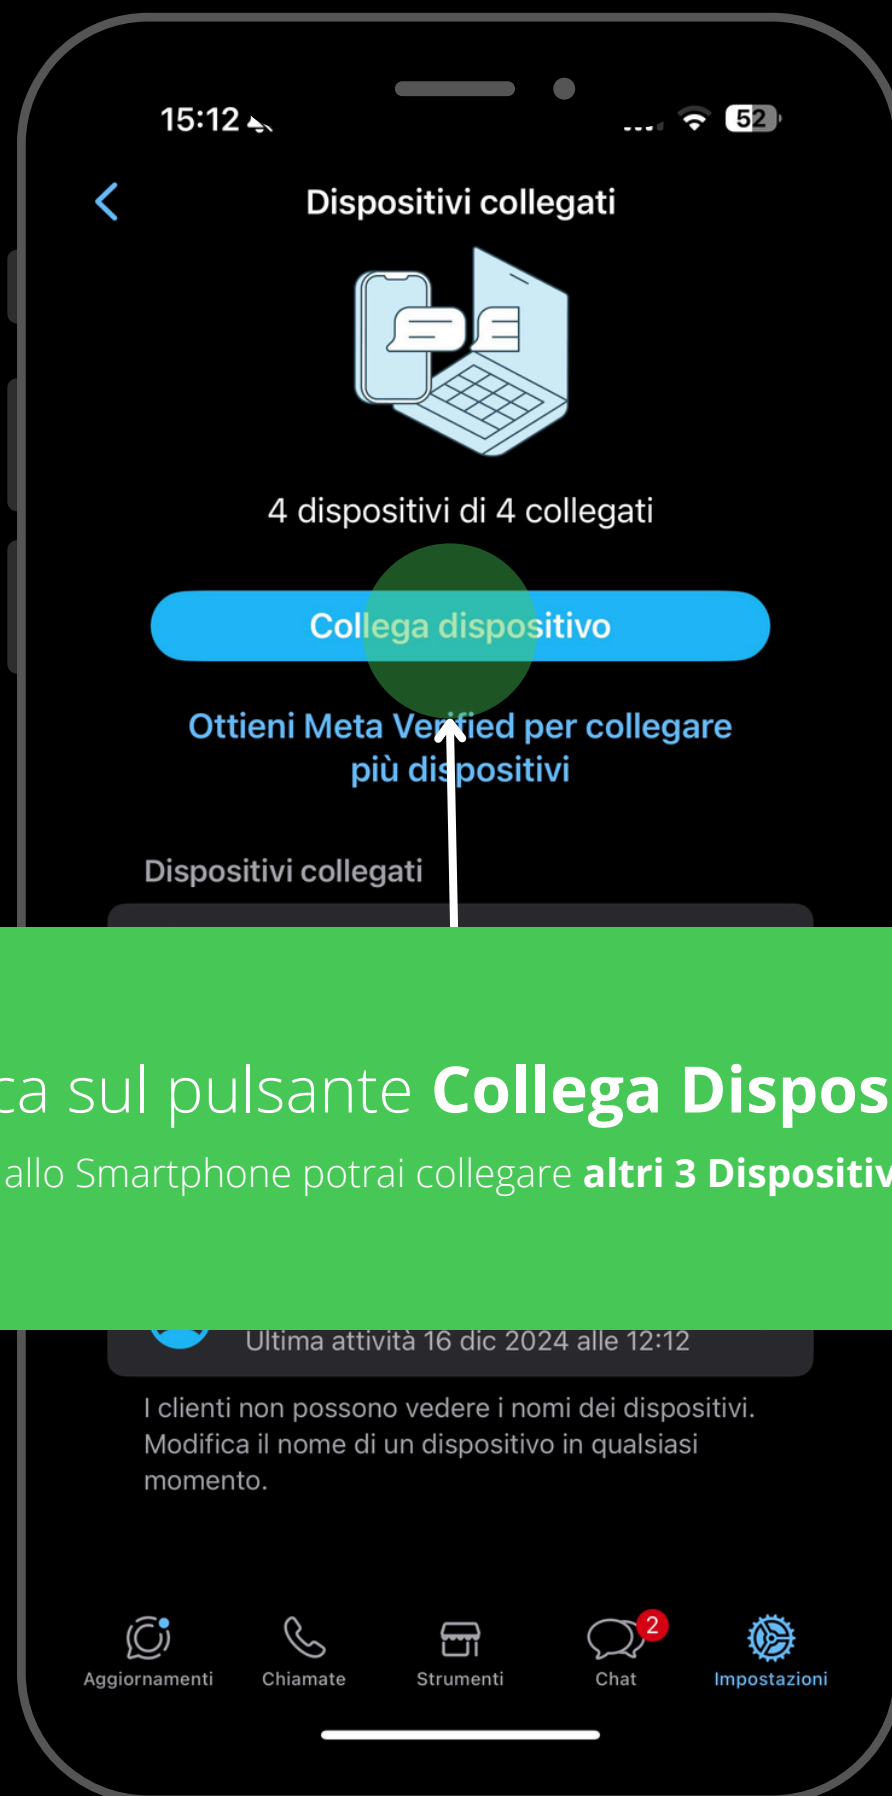 15:12
52
Dispositivi collegati
4 dispositivi di 4 collegati
Collega dispositivo
Ottieni Meta Verified per collegare
più dispositivi
Dispositivi collegati
ca sul pulsante Collega Dispos
allo Smartphone potrai collegare altri 3 Dispositiv
Ultima attività 16 dic 2024 alle 12:12
I clienti non possono vedere i nomi dei dispositivi.
Modifica il nome di un dispositivo in qualsiasi
momento.
2
Aggiornamenti Chiamate Strumenti Chat Impostazioni